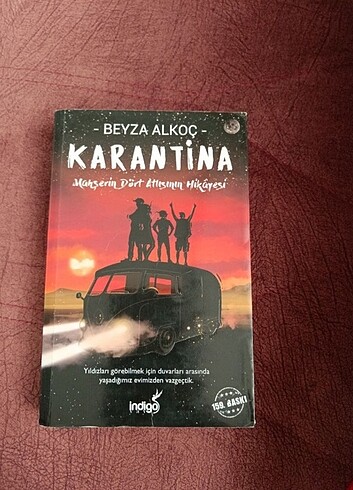 - BEYZA ALKOÇ -
KARANTİNA
Mahşerin Dört Atlısının Hikâyesi
Yıldızları görebilmek için duvarları arasında
yaşadığımız evimizden vazgeçtik.
indigo
150. BASKI